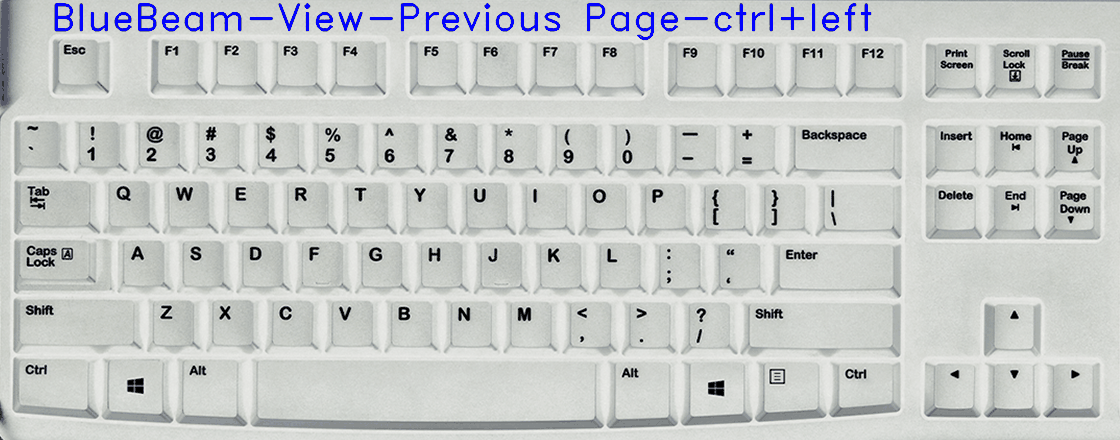 BlueBeam-View-Previous Page-ctrl+left
Esc F1 F2 F3 F4 F5 F6 F7 F8 F9 F10 F11 F12 Print Screen Scroll Lock Pause Break
~ ! @ # $ % ^ & * ( ) — + Backspace Insert Home Page Up
` 1 2 3 4 5 6 7 8 9 0 - =
Tab Q W E R T Y U I O P { } | Delete End Page Down
[ ] \
Caps Lock A A S D F G H J K L : “ Enter
; ‘
Shift Z X C V B N M < > ? Shift
, . /
Ctrl Alt Alt Ctrl